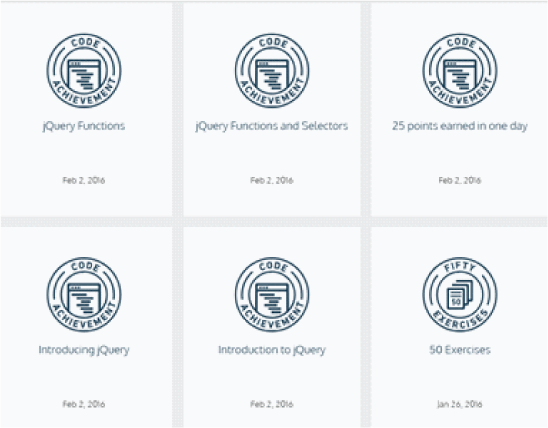 CODE CODE CODE
ACHIEVEMENT ACHIEVEMENT ACHIEVEMENT
jQuery Functions jQuery Functions and Selectors 25 points earned in one day
Feb 2, 2016 Feb 2, 2016 Feb 2, 2016
CODE CODE FIFTY
50
ACHIEVEMENT ACHIEVEMENT EXERCISES
Introducing jQuery Introduction to jQuery 50 Exercises
Feb 2, 2016 Feb 2, 2016 Jan 26, 2016